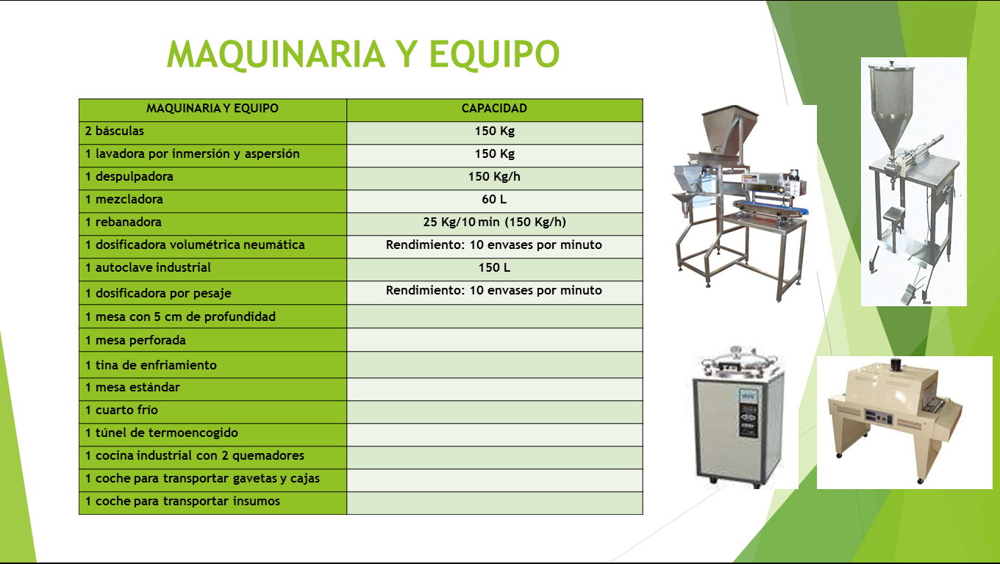 MAQUINARIA Y EQUIPO
MAQUINARIA Y EQUIPO CAPACIDAD
2 básculas 150 Kg
1 lavadora por inmersión y aspersión 150 Kg
1 despulpadora 150 Kg/h
1 mezcladora 60 L
1 rebanadora 25 Kg/10 min (150 Kg/h)
1 dosificadora volumétrica neumática Rendimiento: 10 envases por minuto
1 autoclave industrial 150 L
1 dosificadora por pesaje Rendimiento: 10 envases por minuto
1 mesa con 5 cm de profundidad
1 mesa perforada
1 tina de enfriamiento
1 mesa estándar
1 cuarto frío
1 túnel de termoencogido
1 cocina industrial con 2 quemadores
1 coche para transportar gavetas y cajas
1 coche para transportar insumos